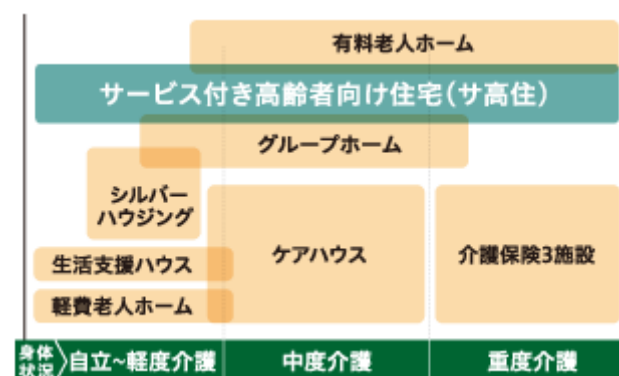 有料老人ホーム
サービス付き高齢者向け住宅(サ高住)
グループホーム
シルバー
ハウジング
生活支援ハウス
ケアハウス
介護保険3施設
軽費老人ホーム
身体
状況
自立~軽度介護
中度介護
重度介護